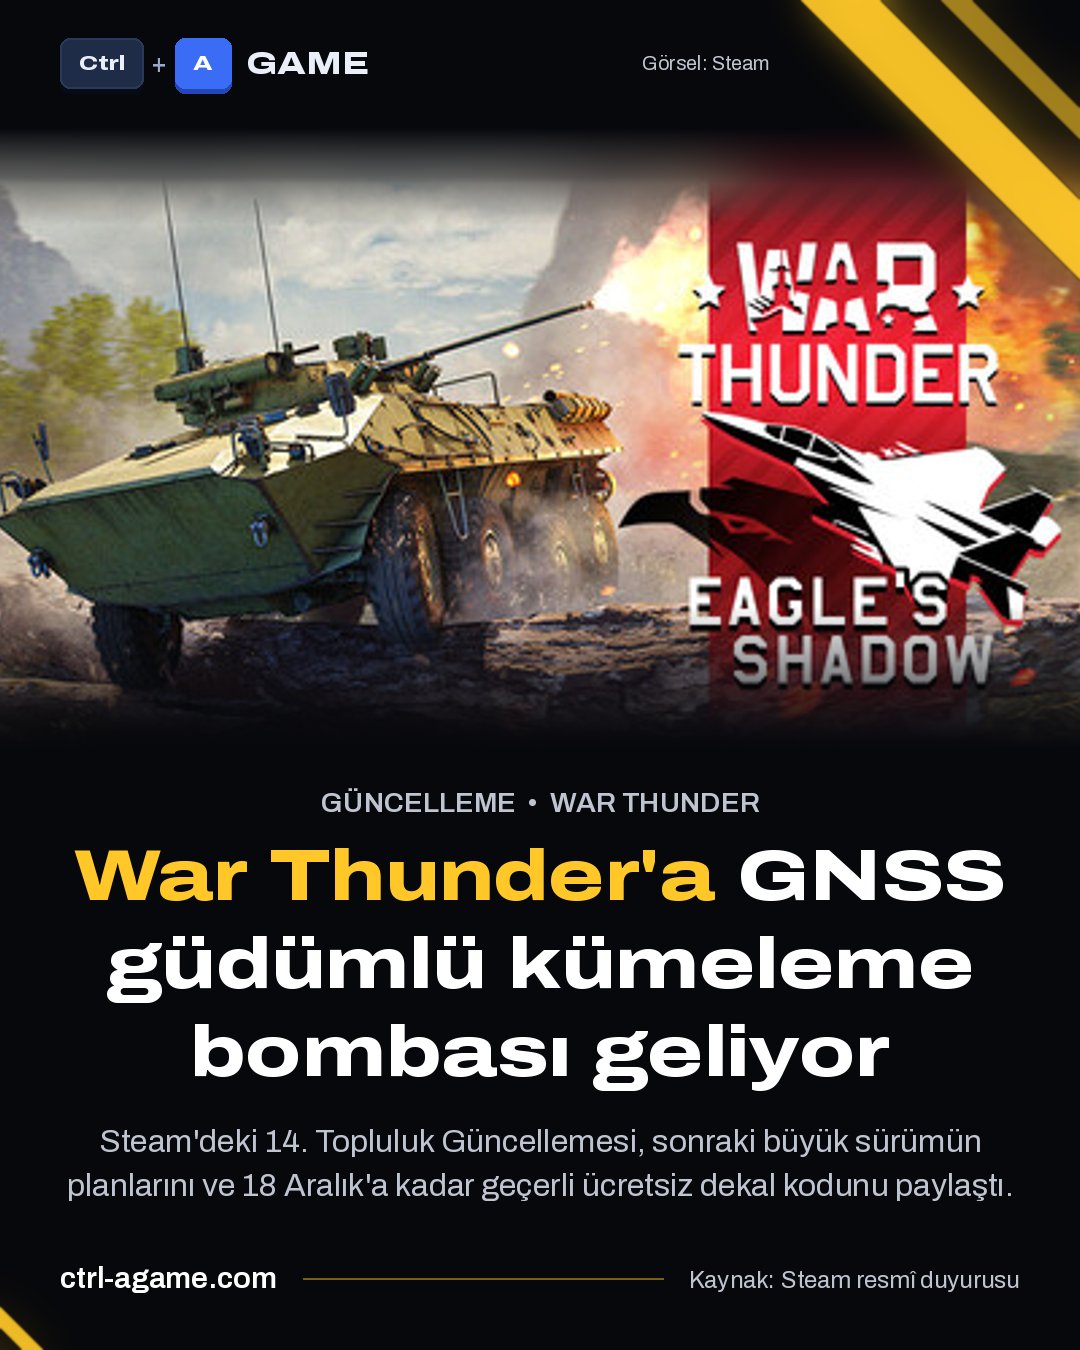 Ctrl + A GAME
Görsel: Steam
WAR
THUNDER
EAGLE'S
SHADOW
GÜNCELLEME • WAR THUNDER
War Thunder'a GNSS
güdümlü kümeleme
bombası geliyor
Steam'deki 14. Topluluk Güncellemesi, sonraki büyük sürümün
planlarını ve 18 Aralık'a kadar geçerli ücretsiz dekal kodunu paylaştı.
ctrl-agame.com
Kaynak: Steam resmî duyurusu